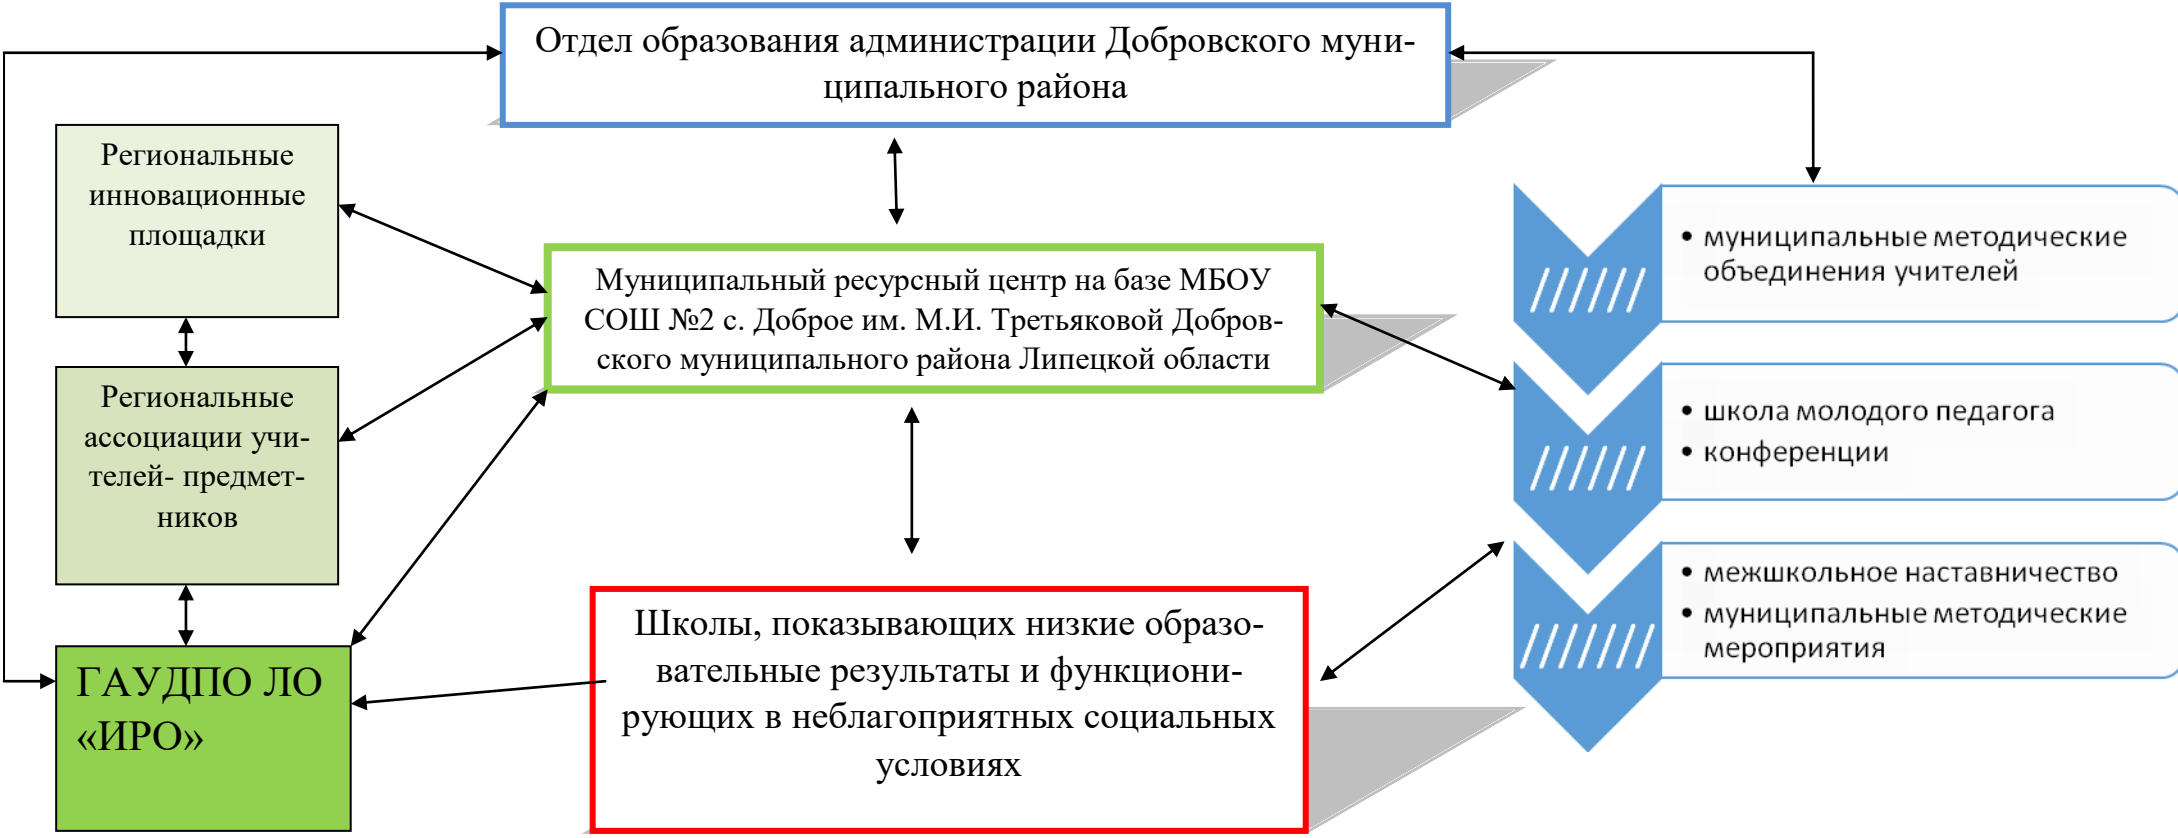 Отдел образования администрации Добровского муни-
ципального района
Региональные
инновационные
площадки
Муниципальный ресурсный центр на базе МБОУ
СОШ №2 с. Доброе им. М.И. Третьяковой Добров-
ского муниципального района Липецкой области
Региональные
ассоциации учи-
телей- предмет-
ников
ГАУДПО ЛО
«ИРО»
Школы, показывающих низкие образо-
вательные результаты и функциони-
рующих в неблагоприятных социальных
условиях
• муниципальные методические
объединения учителей
• школа молодого педагога
• конференции
• межшкольное наставничество
• муниципальные методические
мероприятия